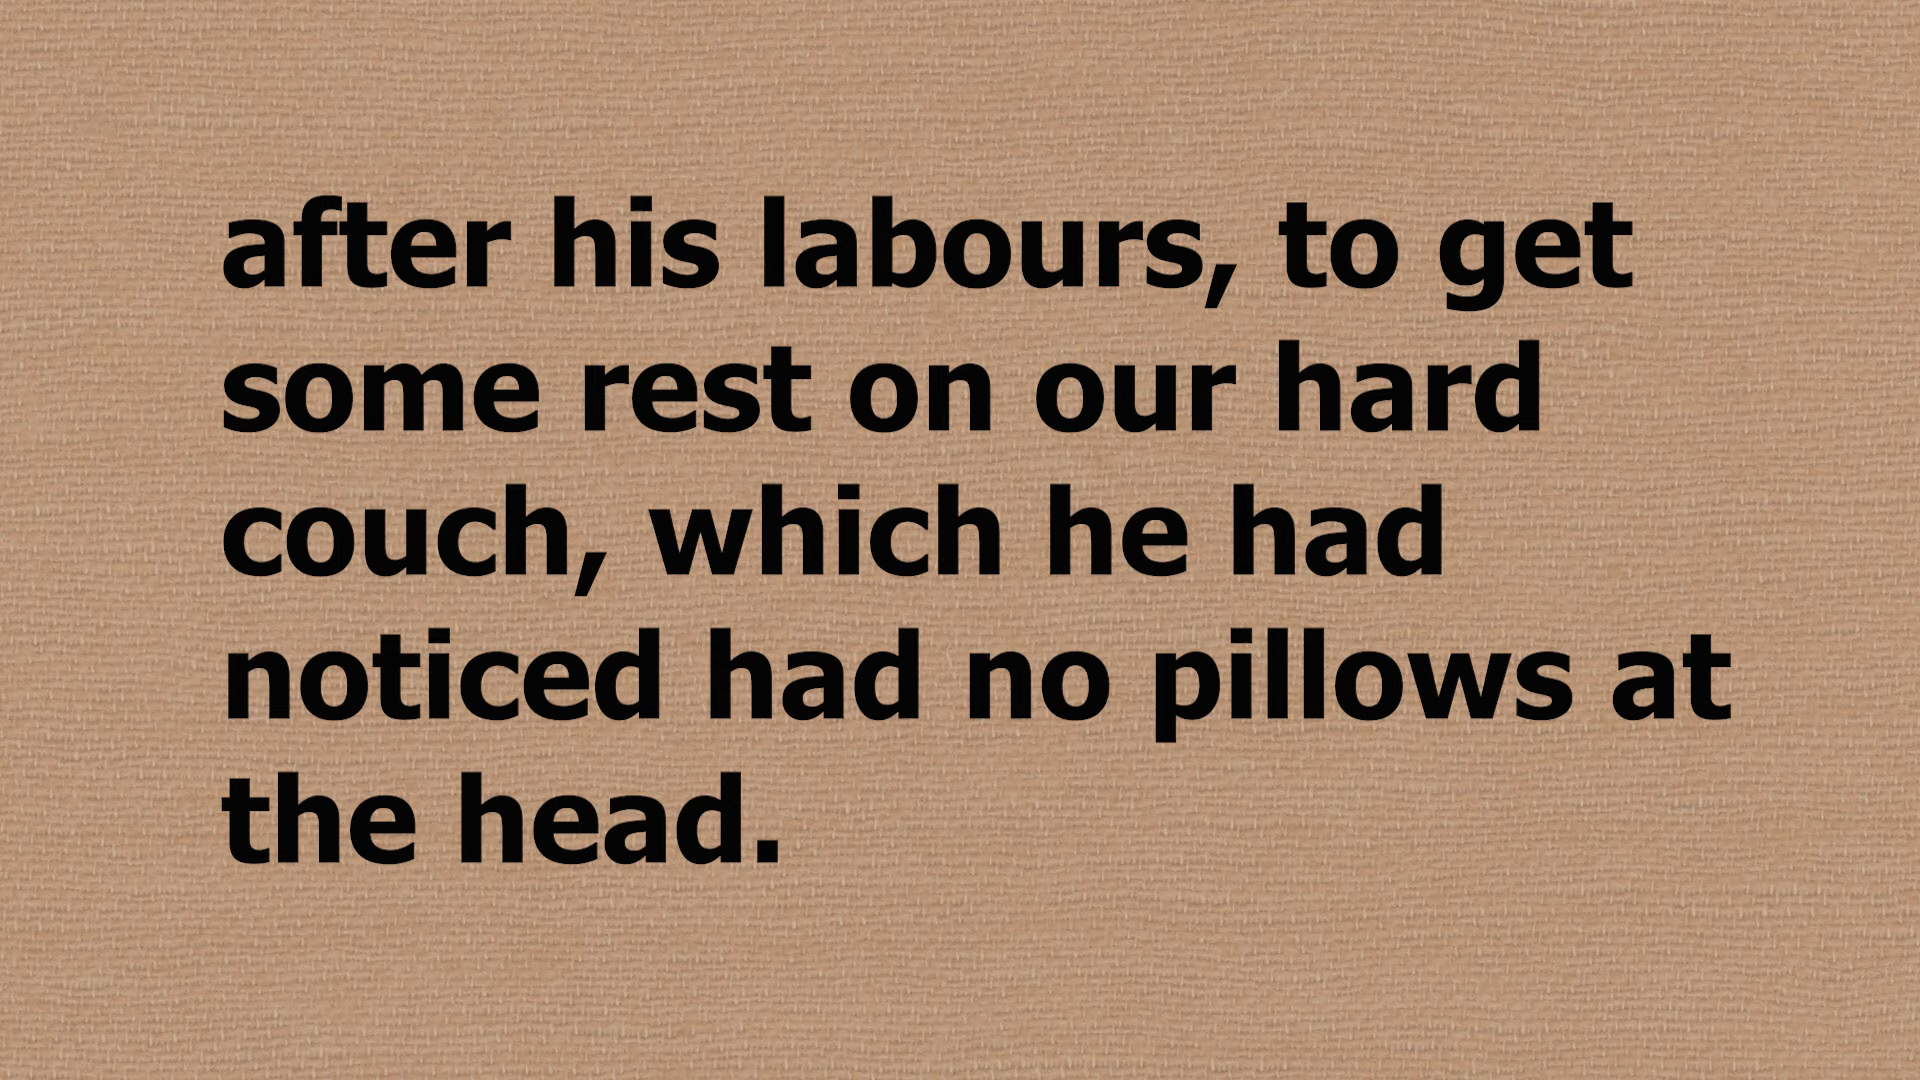 after his labours, to get
some rest on our hard
couch, which he had
noticed had no pillows at
the head.